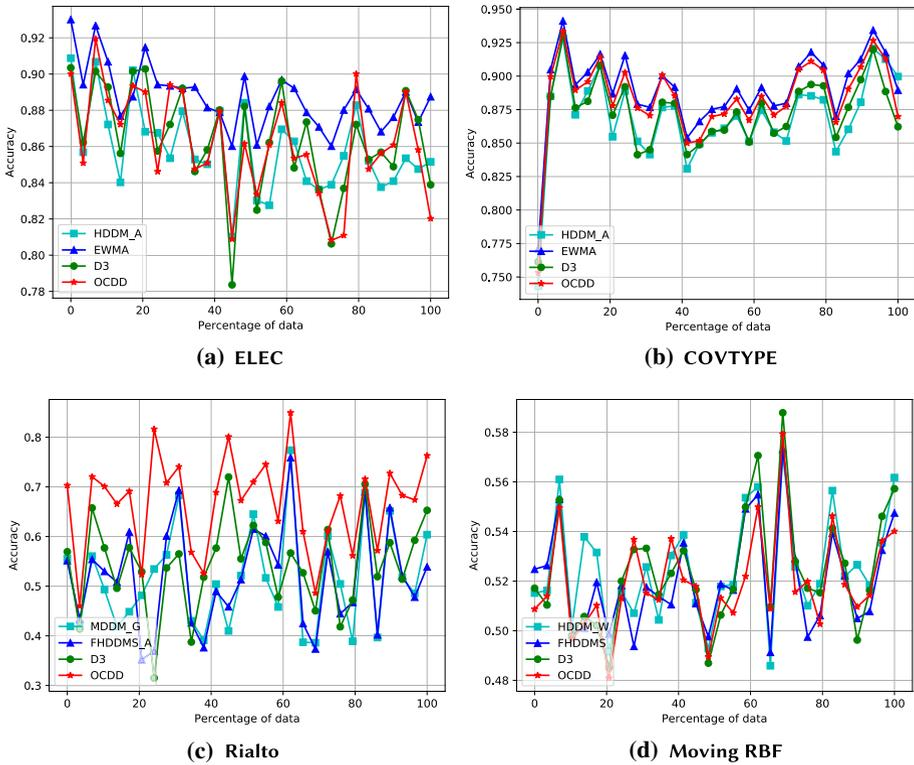 0.92
0.90
0.88
0.86
0.84
0.82
0.80
0.78
Accuracy
HDDM_A
EWMA
D3
OCDD
0 20 40 60 80 100
Percentage of data
(a) ELEC
0.950
0.925
0.900
0.875
0.850
0.825
0.800
0.775
0.750
Accuracy
HDDM_A
EWMA
D3
OCDD
0 20 40 60 80 100
Percentage of data
(b) COVTYPE
0.8
0.7
0.6
0.5
0.4
0.3
Accuracy
MDDM_G
FHDDMS_A
D3
OCDD
0 20 40 60 80 100
Percentage of data
(c) Rialto
0.58
0.56
0.54
0.52
0.50
0.48
Accuracy
HDDM_W
FHDDMS
D3
OCDD
0 20 40 60 80 100
Percentage of data
(d) Moving RBF